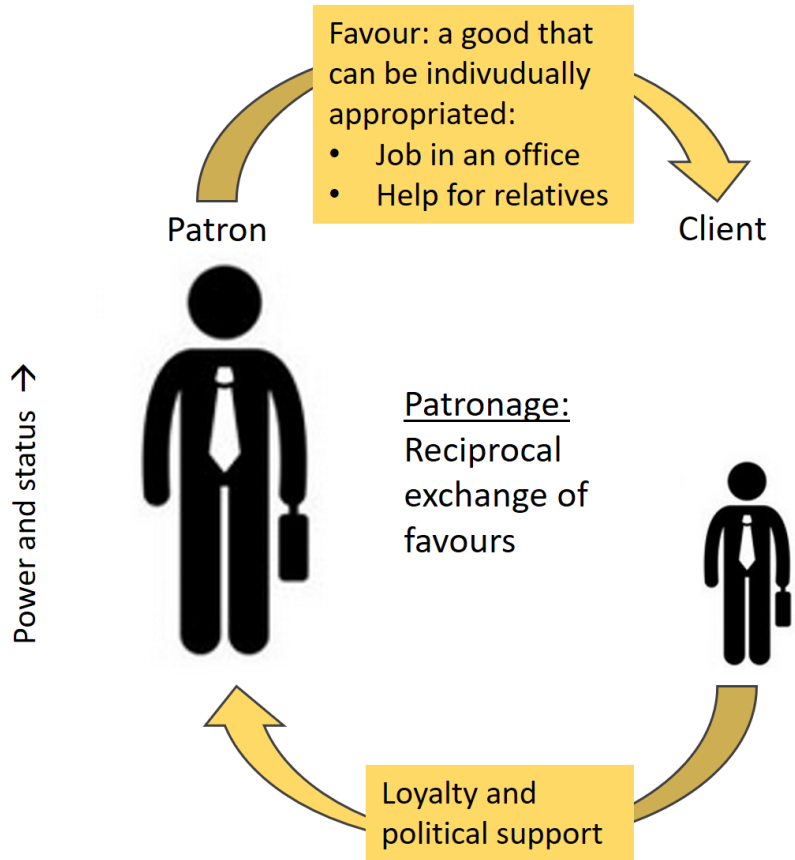 Favour: a good that
can be indivudually
appropriated:
• Job in an office
• Help for relatives
Patron
Client
Power and status →
Patronage:
Reciprocal
exchange of
favours
Loyalty and
political support